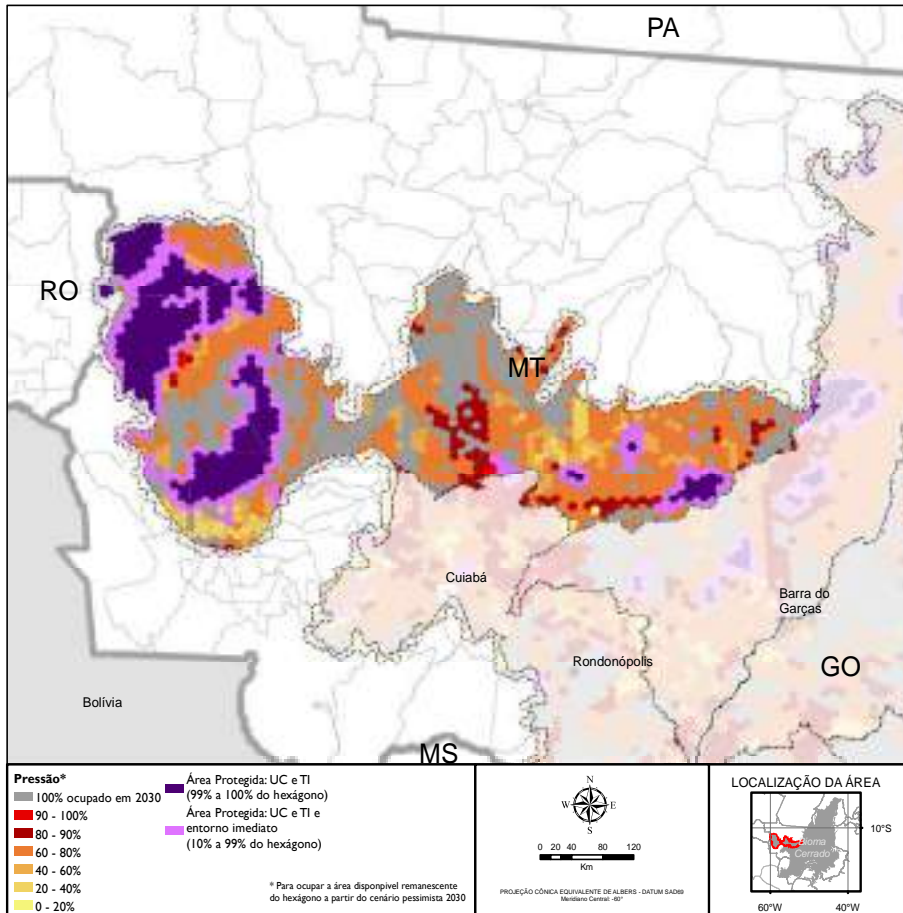 PA
RO
MT
Cuiabá
Barra do
Garças
Rondonópolis
GO
Bolívia
MS
Pressão*
100% ocupado em 2030
90 - 100%
80 - 90%
60 - 80%
40 - 60%
20 - 40%
0 - 20%
Área Protegida: UC e TI
(99% a 100% do hexágono)
Área Protegida: UC e TI e
entorno imediato
(10% a 99% do hexágono)
* Para ocupar a área disponpivel remanescente
do hexágono a partir do cenário pessimista 2030
N
W E
S
0 20 40 80 120
Km
PROJEÇÃO CÔNICA EQUIVALENTE DE ALBERS - DATUM SAD69
Meridiano Central: -60°
LOCALIZAÇÃO DA ÁREA
10°S
Bioma
Cerrado
60°W 40°W